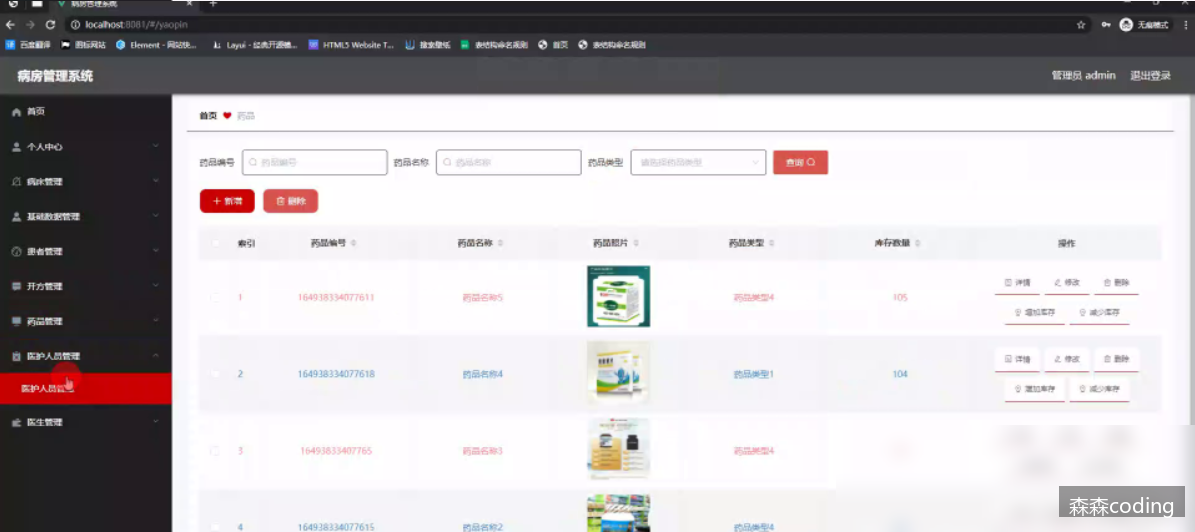 病房管理系统
localhost:8081/#/yaopin
无痕模式
百度翻译 图标网站 Element - 网站快... Layui - 经典开源模... HTML5 Website T... 搜索壁纸 表结构命名规则 首页 表结构命名规则
病房管理系统
管理员 admin 退出登录
首页
个人中心
病床管理
基础数据管理
患者管理
开方管理
药品管理
医护人员管理
医护人员管理
医生管理
首页 药品
药品编号 药品编号 药品名称 药品名称 药品类型 请选择药品类型 查询
+ 新增 删除
索引 药品编号 药品名称 药品照片 药品类型 库存数量 操作
1 164938334077611 药品名称5 药品类型4 105 详情 修改 删除
增加库存 减少库存
2 164938334077618 药品名称4 药品类型1 104 详情 修改 删除
增加库存 减少库存
3 16493833407765 药品名称3 药品类型4
4 164938334077615 药品名称2 药品类型4
森森coding